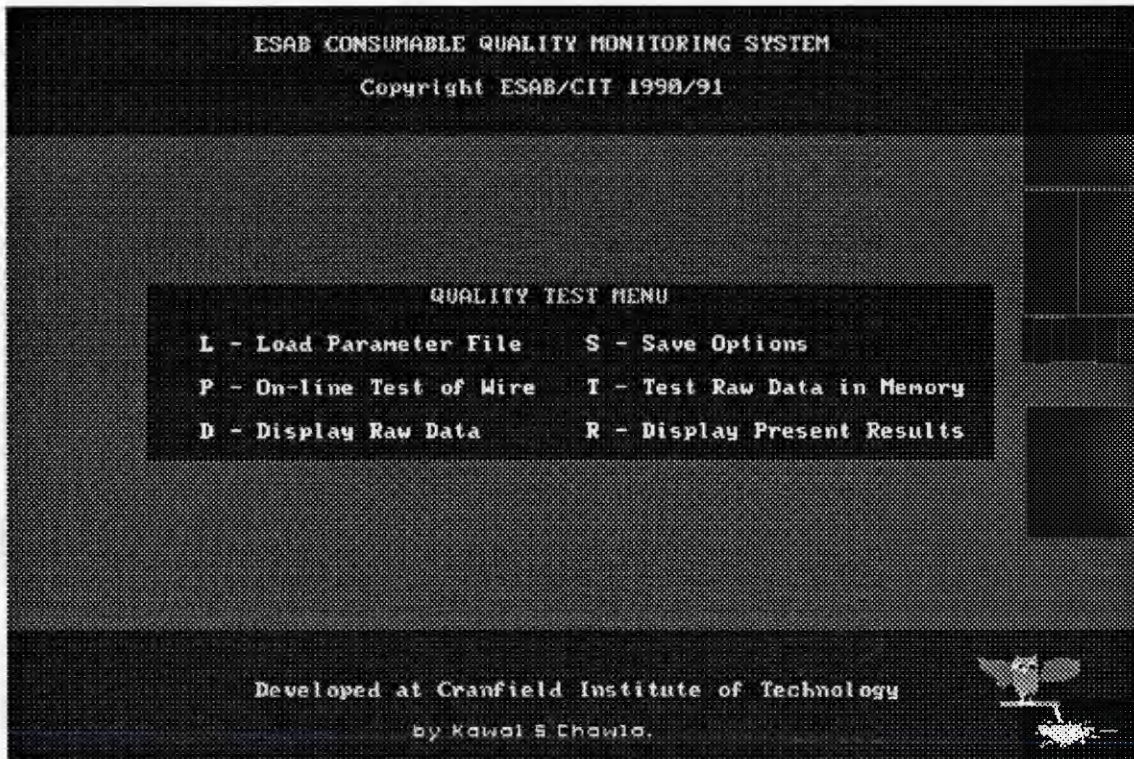 ESAB CONSUMABLE QUALITY MONITORING SYSTEM
Copyright ESAB/CIT 1990/91
QUALITY TEST MENU
L - Load Parameter File S - Save Options
P - On-line Test of Wire T - Test Raw Data in Memory
D - Display Raw Data R - Display Present Results
Developed at Cranfield Institute of Technology
by Kawal S.Chawla.